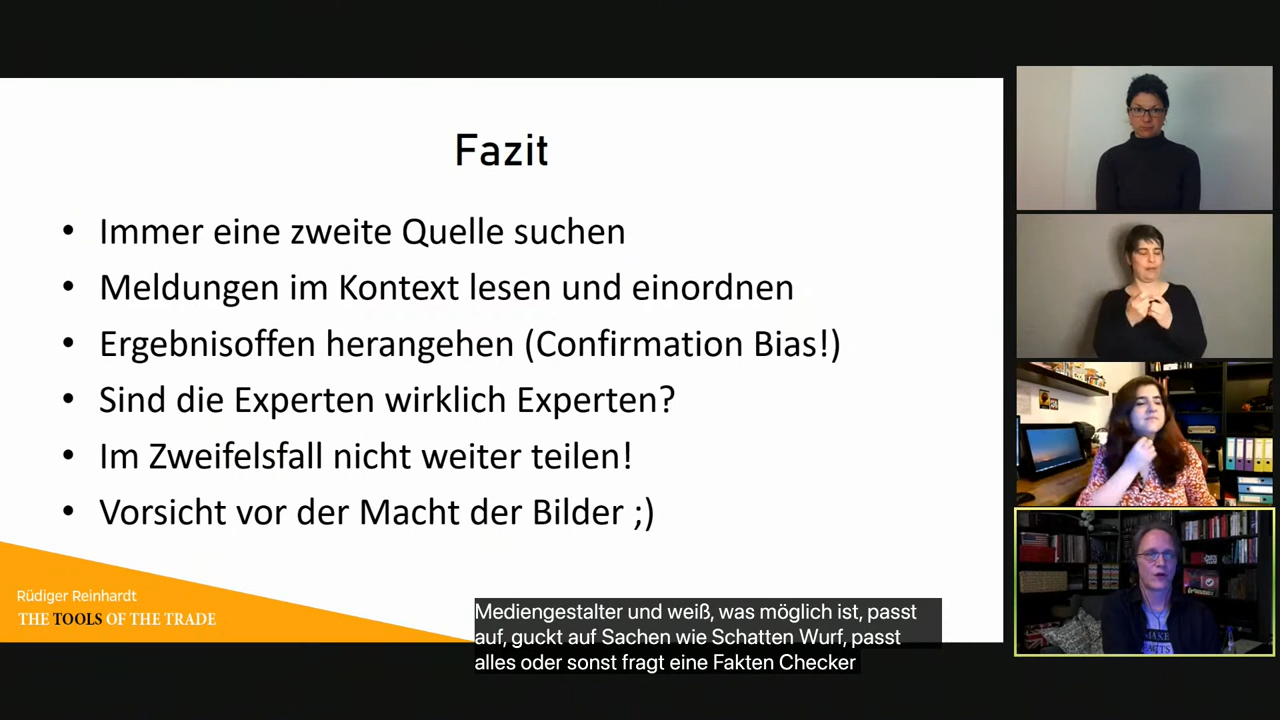 Fazit
• Immer eine zweite Quelle suchen
• Meldungen im Kontext lesen und einordnen
• Ergebnisoffen herangehen (Confirmation Bias!)
• Sind die Experten wirklich Experten?
• Im Zweifelsfall nicht weiter teilen!
• Vorsicht vor der Macht der Bilder ;)
Rüdiger Reinhardt
THE TOOLS OF THE TRADE
Mediengestalter und weiß, was möglich ist, passt
auf, guckt auf Sachen wie Schatten Wurf, passt
alles oder sonst fragt eine Fakten Checker
MAKE